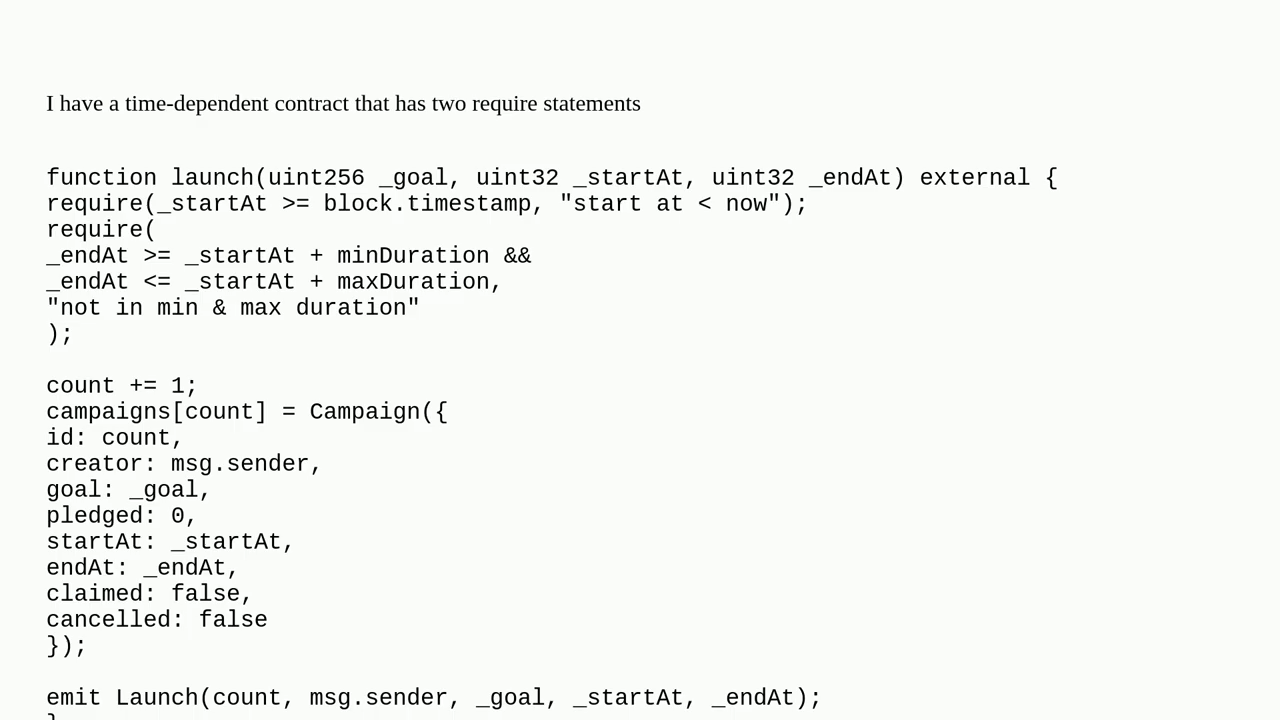 I have a time-dependent contract that has two require statements
function launch(uint256 _goal, uint32 _startAt, uint32 _endAt) external {
require(_startAt >= block.timestamp, "start at < now");
require(
_endAt >= _startAt + minDuration &&
_endAt <= _startAt + maxDuration,
"not in min & max duration"
);
count += 1;
campaigns[count] = Campaign({
id: count,
creator: msg.sender,
goal: _goal,
pledged: 0,
startAt: _startAt,
endAt: _endAt,
claimed: false,
cancelled: false
});
emit Launch(count, msg.sender, _goal, _startAt, _endAt);
}